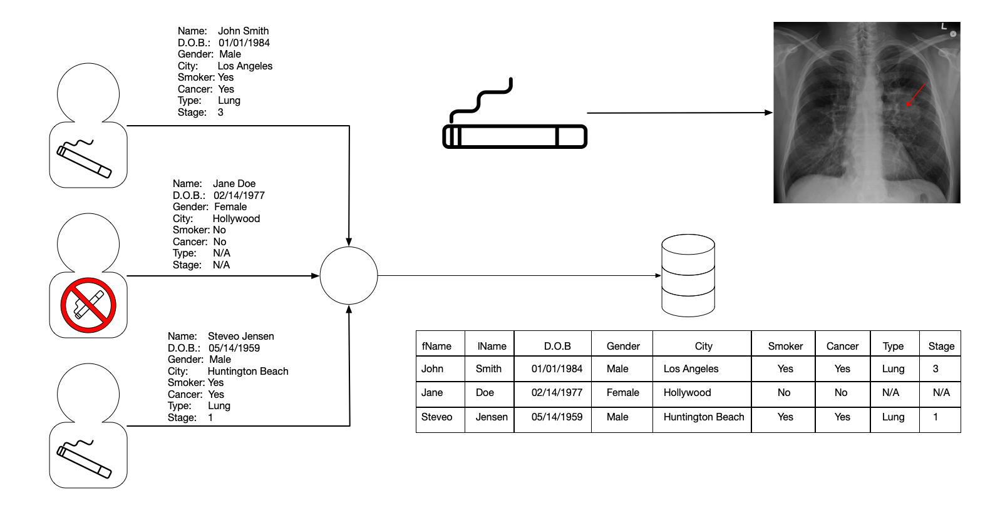 Name: John Smith
D.O.B.: 01/01/1984
Gender: Male
City: Los Angeles
Smoker: Yes
Cancer: Yes
Type: Lung
Stage: 3
L
Name: Jane Doe
D.O.B.: 02/14/1977
Gender: Female
City: Hollywood
Smoker: No
Cancer: No
Type: N/A
Stage: N/A
Name: Steveo Jensen
D.O.B.: 05/14/1959
Gender: Male
City: Huntington Beach
Smoker: Yes
Cancer: Yes
Type: Lung
Stage: 1
fName lName D.O.B Gender City Smoker Cancer Type Stage
John Smith 01/01/1984 Male Los Angeles Yes Yes Lung 3
Jane Doe 02/14/1977 Female Hollywood No No N/A N/A
Steveo Jensen 05/14/1959 Male Huntington Beach Yes Yes Lung 1